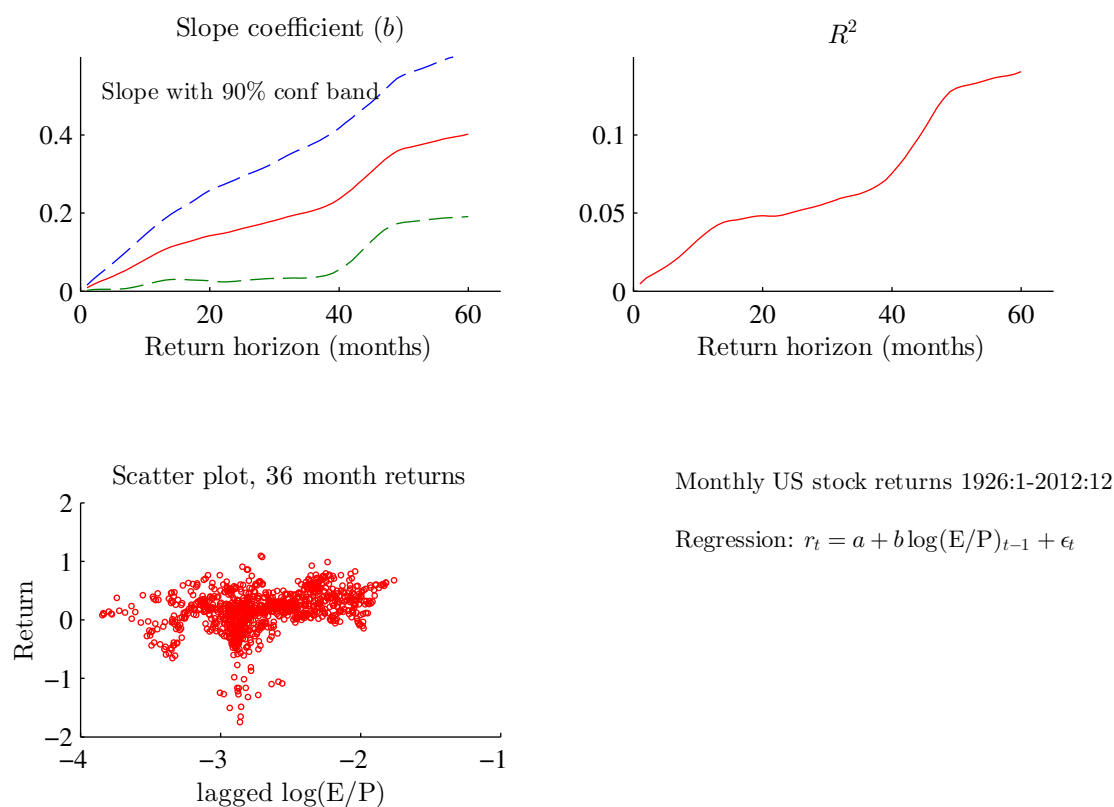 Slope coefficient (b)
Slope with 90% conf band
0.4
0.2
0
0 20 40 60
Return horizon (months)
R²
0.1
0.05
0
0 20 40 60
Return horizon (months)
Scatter plot, 36 month returns
Return
2
1
0
−1
−2
−4 −3 −2 −1
lagged log(E/P)
Monthly US stock returns 1926:1-2012:12
Regression: r_t = a + b log(E/P)_{t−1} + ϵ_t